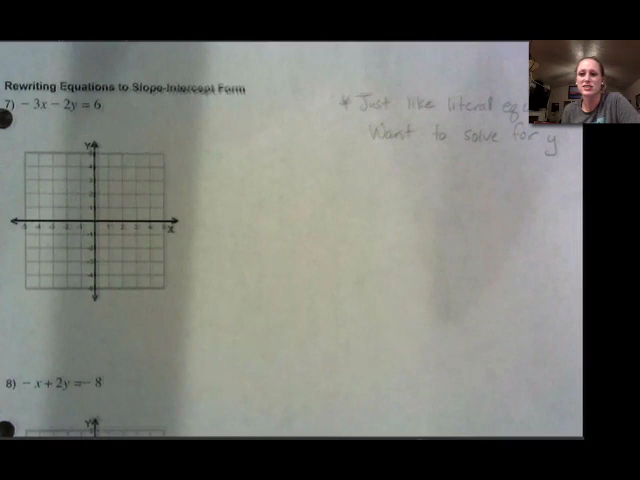 Rewriting Equations to Slope-Intercept Form
7) − 3x − 2y = 6
* Just like literal
Want to solve for y
Y
X
8) − x + 2y = − 8
Y